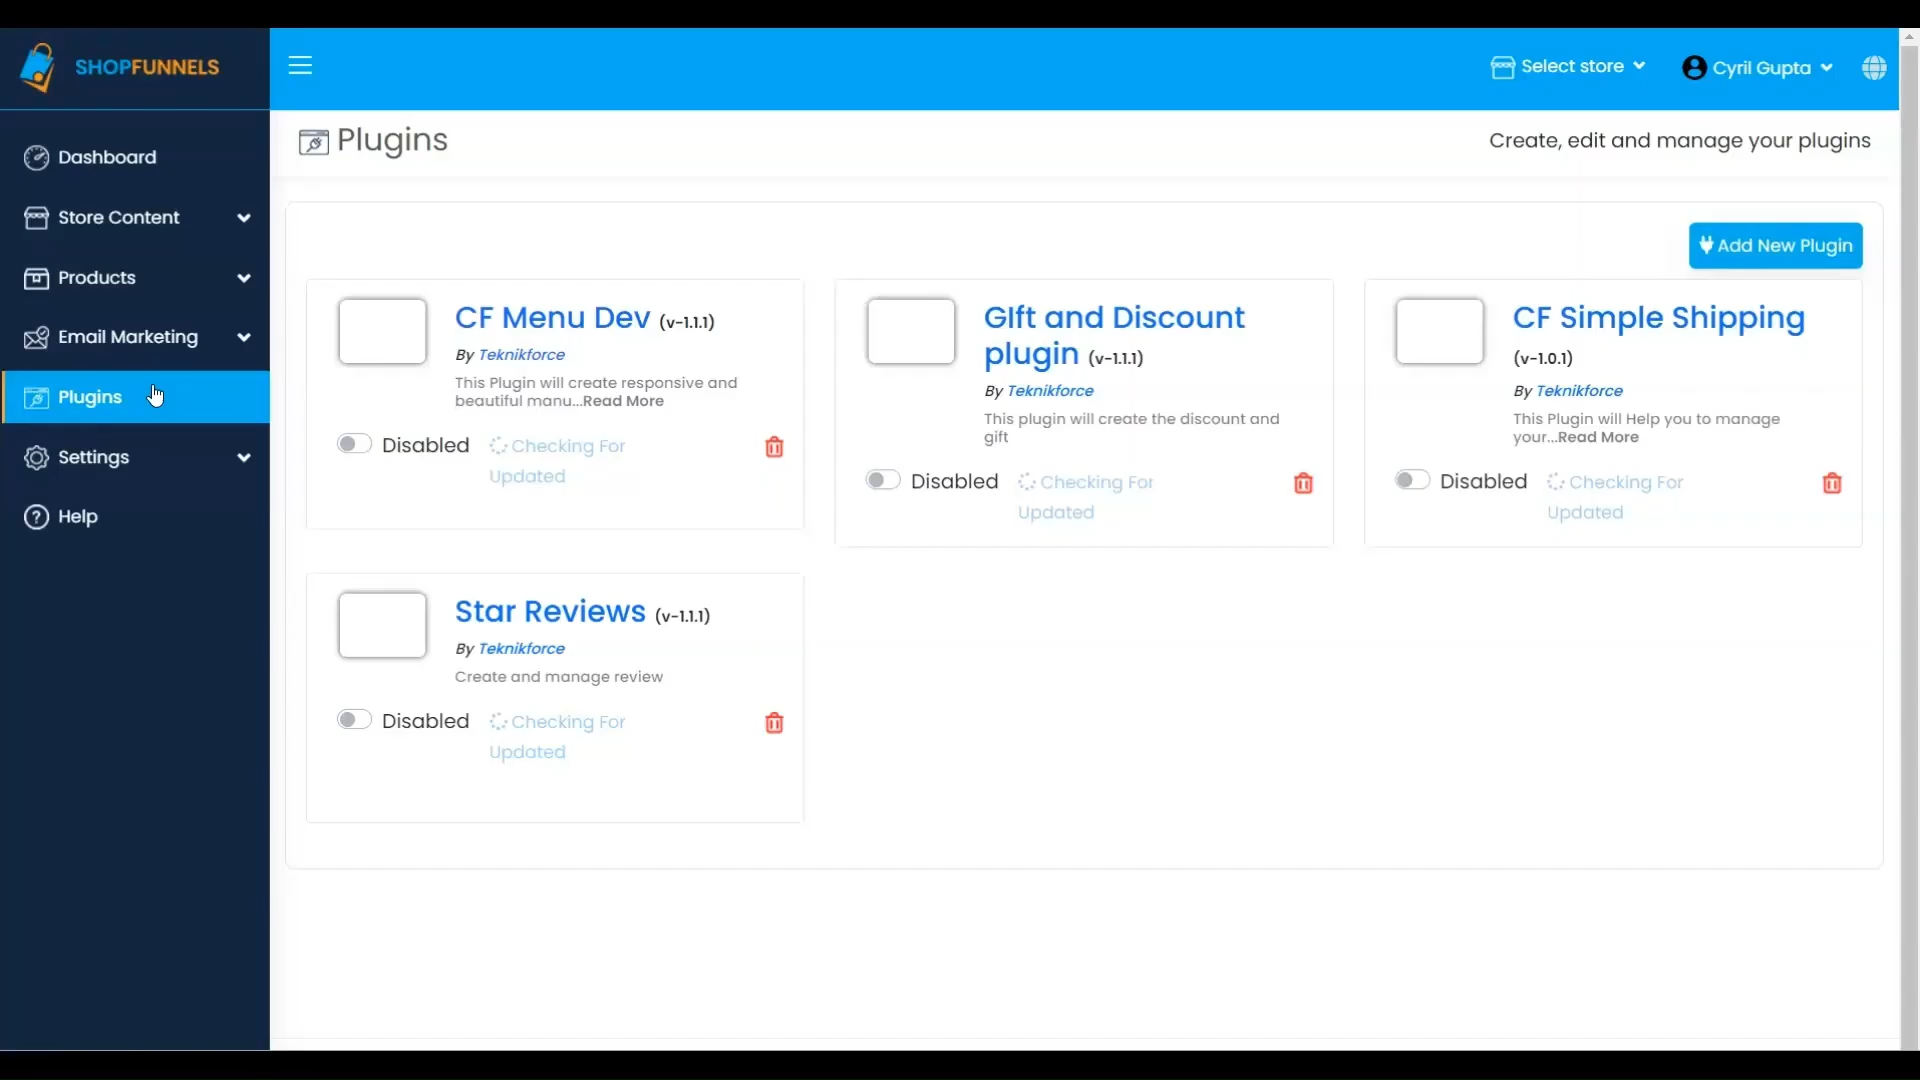 SHOPFUNNELS
Select store
Cyril Gupta
Dashboard
Store Content
Products
Email Marketing
Plugins
Settings
Help
Plugins
Create, edit and manage your plugins
Add New Plugin
CF Menu Dev (v-1.1.1)
By Teknikforce
This Plugin will create responsive and
beautiful manu...Read More
Disabled
Checking For
Updated
GIft and Discount
plugin (v-1.1.1)
By Teknikforce
This plugin will create the discount and
gift
Disabled
Checking For
Updated
CF Simple Shipping
(v-1.0.1)
By Teknikforce
This Plugin will Help you to manage
your...Read More
Disabled
Checking For
Updated
Star Reviews (v-1.1.1)
By Teknikforce
Create and manage review
Disabled
Checking For
Updated